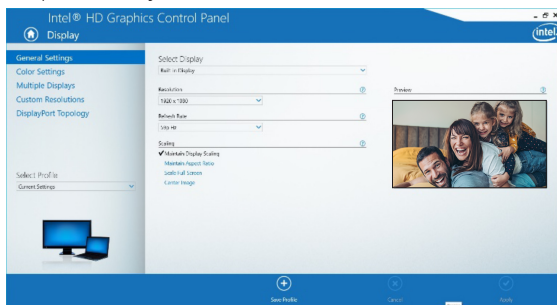 Intel® HD Graphics Control Panel
Display
intel
General Settings
Color Settings
Multiple Displays
Custom Resolutions
DisplayPort Topology
Select Profile
Current Settings
Select Display
Built-in Display
Resolution
1920 x 1080
Refresh Rate
Hz
Scaling
Maintain Display Scaling
Maintain Aspect Ratio
Scale Full Screen
Center Image
Preview
Save Profile
Cancel
Apply